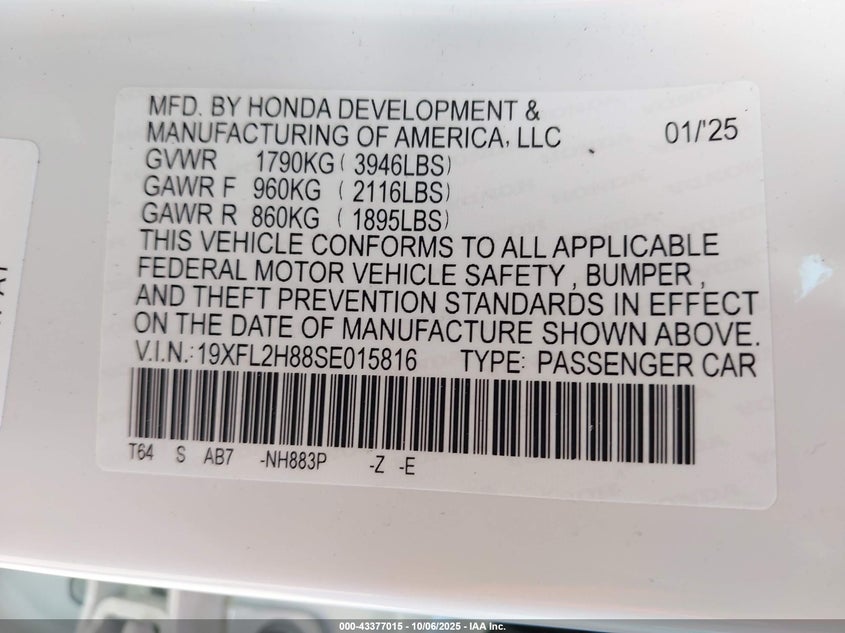 MFD. BY HONDA DEVELOPMENT &
MANUFACTURING OF AMERICA, LLC 01/'25
GVWR 1790KG ( 3946LBS)
GAWR F 960KG ( 2116LBS)
GAWR R 860KG ( 1895LBS)
THIS VEHICLE CONFORMS TO ALL APPLICABLE
FEDERAL MOTOR VEHICLE SAFETY , BUMPER ,
AND THEFT PREVENTION STANDARDS IN EFFECT
ON THE DATE OF MANUFACTURE SHOWN ABOVE.
V.I.N.: 19XFL2H88SE015816 TYPE: PASSENGER CAR
T64 S AB7 -NH883P -Z -E
000-43377015 | 10/06/2025 - IAA Inc.